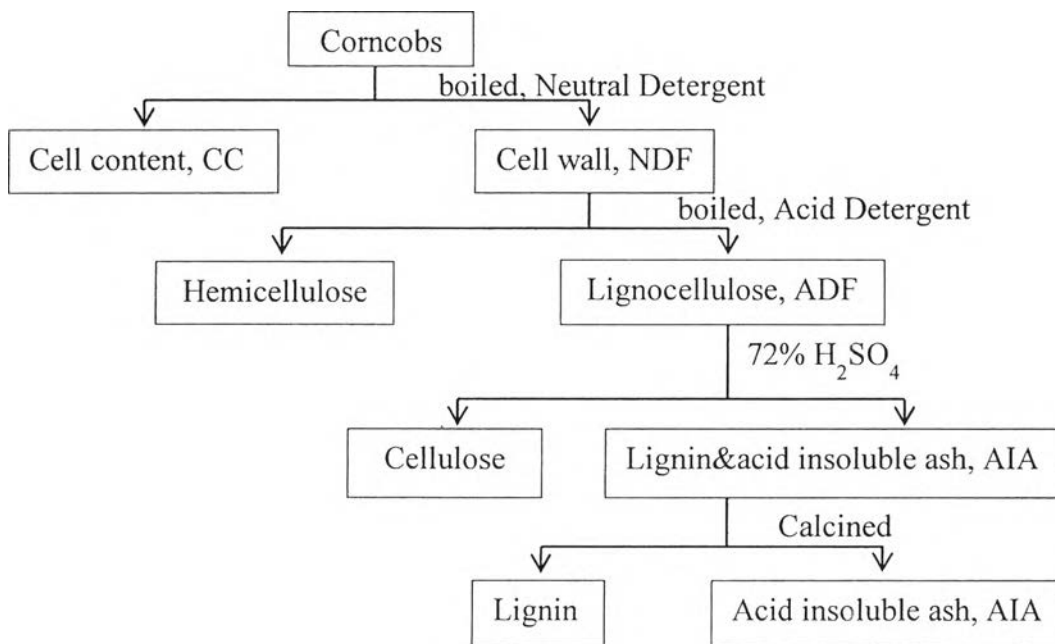 Corncobs
boiled, Neutral Detergent
Cell content, CC
Cell wall, NDF
boiled, Acid Detergent
Hemicellulose
Lignocellulose, ADF
72% H₂SO₄
Cellulose
Lignin&acid insoluble ash, AIA
Calcined
Lignin
Acid insoluble ash, AIA